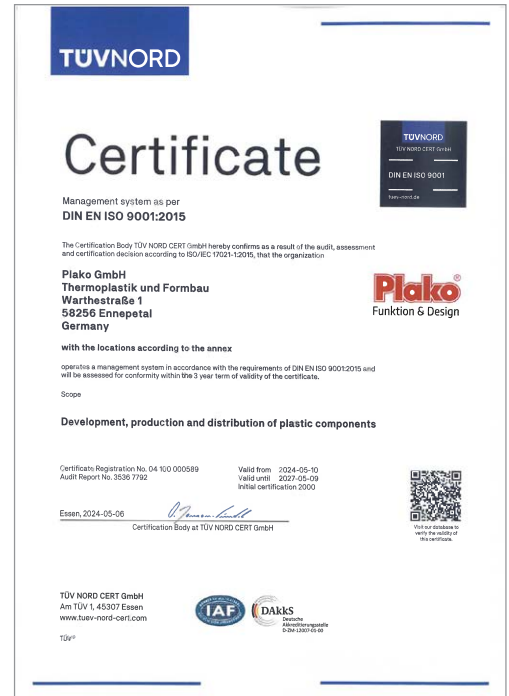 TÜVNORD
Certificate
TÜVNORD
TÜV NORD CERT GmbH
DIN EN ISO 9001
tuev-nord.de
Management system as per
DIN EN ISO 9001:2015
The Certification Body TÜV NORD CERT GmbH hereby confirms as a result of the audit, assessment
and certification decision according to ISO/IEC 17021-1:2015, that the organization
Plako GmbH
Thermoplastik und Formbau
Warthestraße 1
58256 Ennepetal
Germany
Plako®
Funktion & Design
with the locations according to the annex
operates a management system in accordance with the requirements of DIN EN ISO 9001:2015 and
will be assessed for conformity within the 3 year term of validity of the certificate.
Scope
Development, production and distribution of plastic components
Certificate Registration No. 04 100 000589
Audit Report No. 3536 7792
Valid from 2024-05-10
Valid until 2027-05-09
Initial certification 2000
Essen, 2024-05-06
Certification Body at TÜV NORD CERT GmbH
Visit our database to
verify the validity of
this certificate.
TÜV NORD CERT GmbH
Am TÜV 1, 45307 Essen
www.tuev-nord-cert.com
TÜV®
IAF
DAkkS
Deutsche
Akkreditierungsstelle
D-ZM-12007-01-00